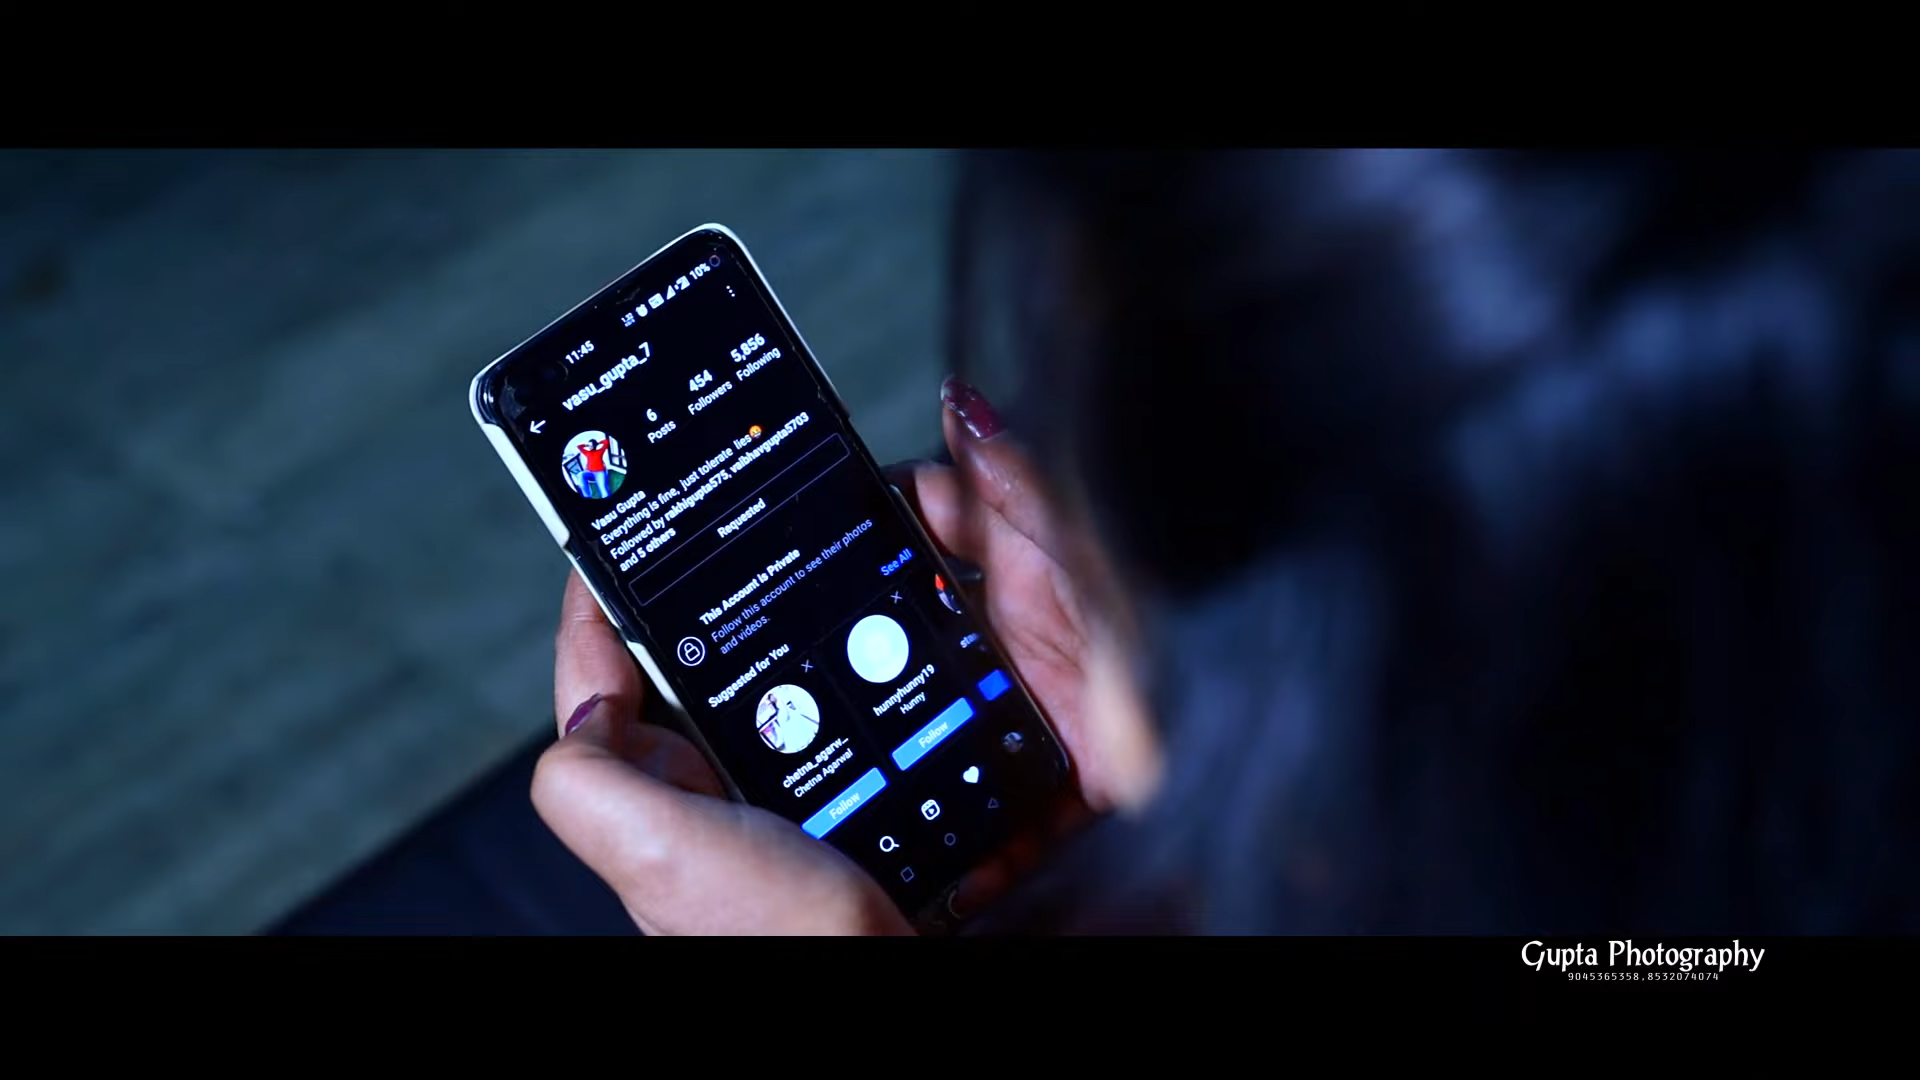 11:45
10%
vasu_gupta_7
6
454
5,856
Posts
Followers
Following
Vasu Gupta
Everything is fine, just tolerate lies😡
Followed by rakhigupta575, vaibhavgupta5703
and 5 others
Requested
This Account is Private
Follow this account to see their photos
and videos.
Suggested for You
See All
chetna_agarw...
Chetna Agarwal
Follow
hunnyhunny19
Hunny
Follow
Gupta Photography
9045365358,8532074074